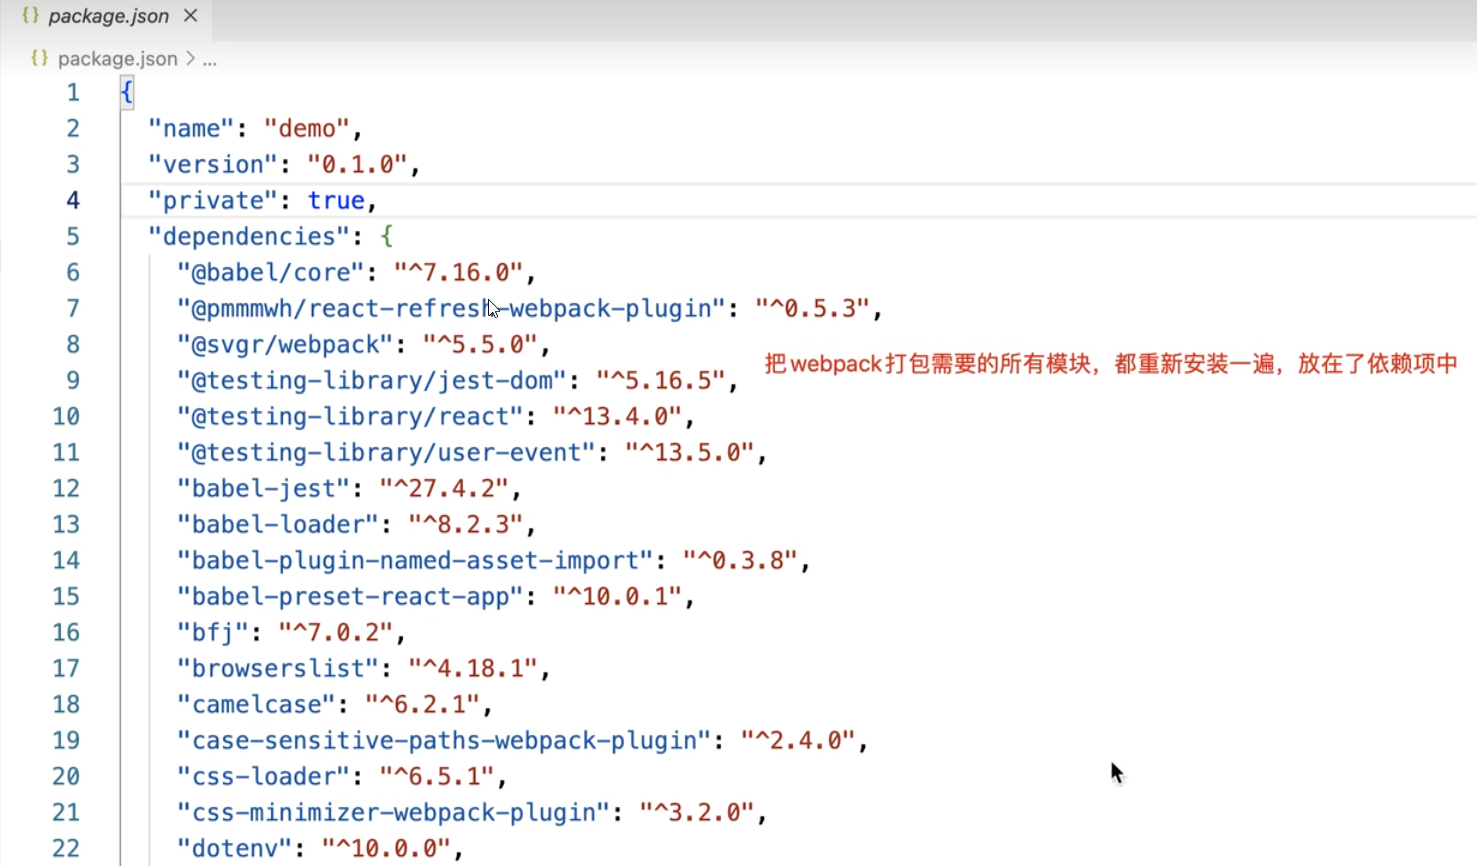 {} package.json ×
{} package.json > ...
1 {
2 "name": "demo",
3 "version": "0.1.0",
4 "private": true,
5 "dependencies": {
6 "@babel/core": "^7.16.0",
7 "@pmmmwh/react-refresh-webpack-plugin": "^0.5.3",
8 "@svgr/webpack": "^5.5.0",
把webpack打包需要的所有模块，都重新安装一遍，放在了依赖项中
9 "@testing-library/jest-dom": "^5.16.5",
10 "@testing-library/react": "^13.4.0",
11 "@testing-library/user-event": "^13.5.0",
12 "babel-jest": "^27.4.2",
13 "babel-loader": "^8.2.3",
14 "babel-plugin-named-asset-import": "^0.3.8",
15 "babel-preset-react-app": "^10.0.1",
16 "bfj": "^7.0.2",
17 "browserslist": "^4.18.1",
18 "camelcase": "^6.2.1",
19 "case-sensitive-paths-webpack-plugin": "^2.4.0",
20 "css-loader": "^6.5.1",
21 "css-minimizer-webpack-plugin": "^3.2.0",
22 "dotenv": "^10.0.0",